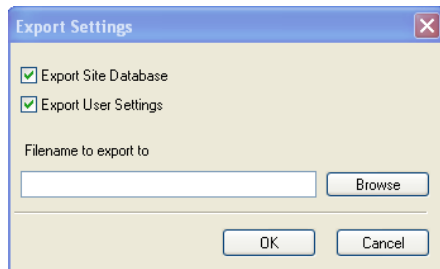 Export Settings
Export Site Database
Export User Settings
Filename to export to
Browse
OK Cancel